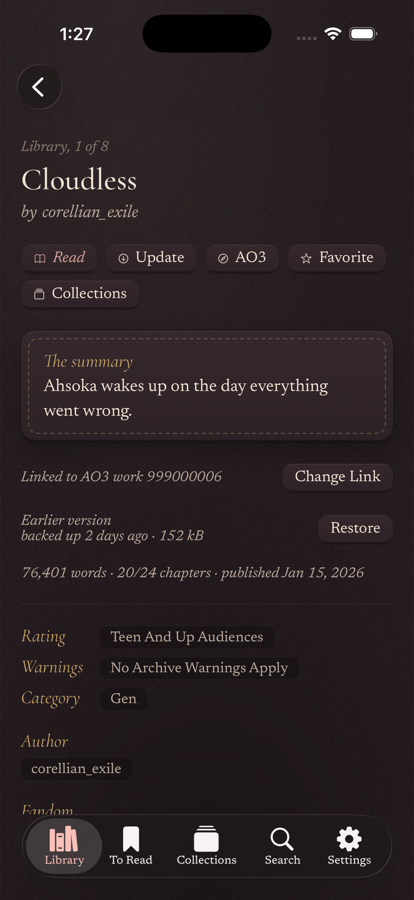 1:27
Library, 1 of 8
Cloudless
by corellian_exile
Read
Update
AO3
Favorite
Collections
The summary
Ahsoka wakes up on the day everything
went wrong.
Linked to AO3 work 999000006
Change Link
Earlier version
backed up 2 days ago · 152 kB
Restore
76,401 words · 20/24 chapters · published Jan 15, 2026
Rating
Teen And Up Audiences
Warnings
No Archive Warnings Apply
Category
Gen
Author
corellian_exile
Fandom
Library
To Read
Collections
Search
Settings